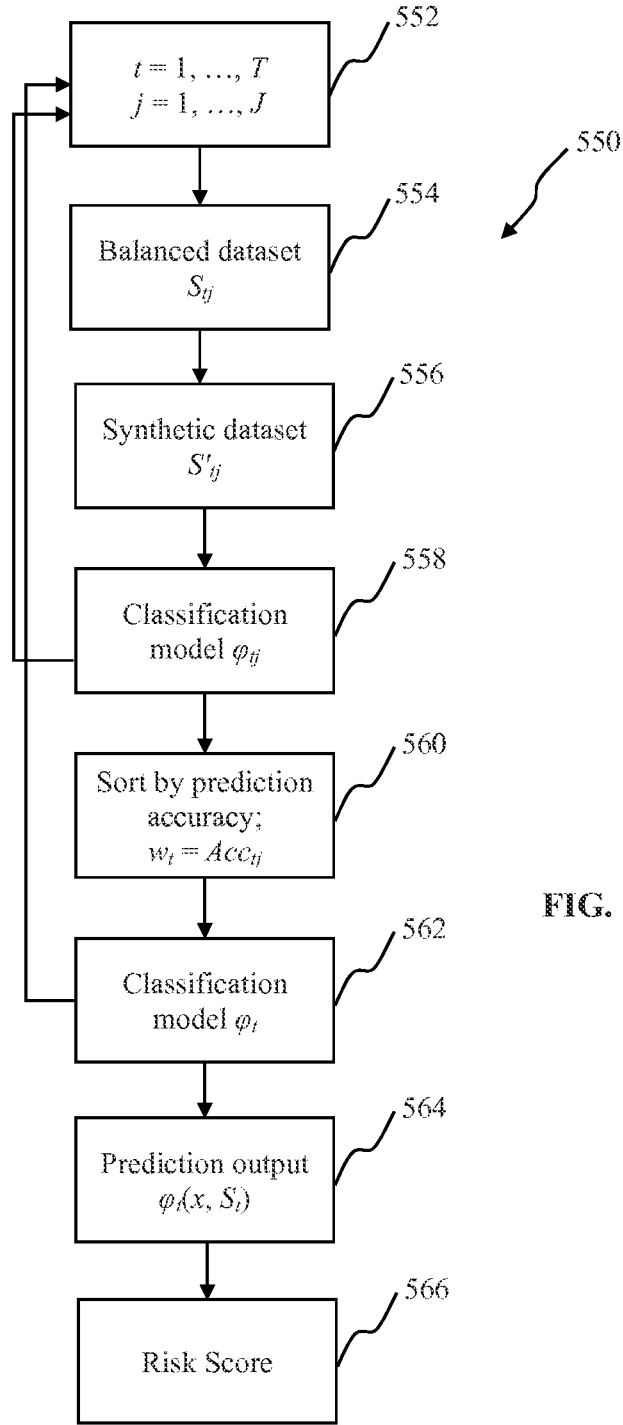 552
t = 1, ..., T
j = 1, ..., J
550
554
Balanced dataset
S_tj
556
Synthetic dataset
S'_tj
558
Classification
model φ_tj
560
Sort by prediction
accuracy;
w_t = Acc_tj
FIG.
562
Classification
model φ_t
564
Prediction output
φ_t(x, S_t)
566
Risk Score